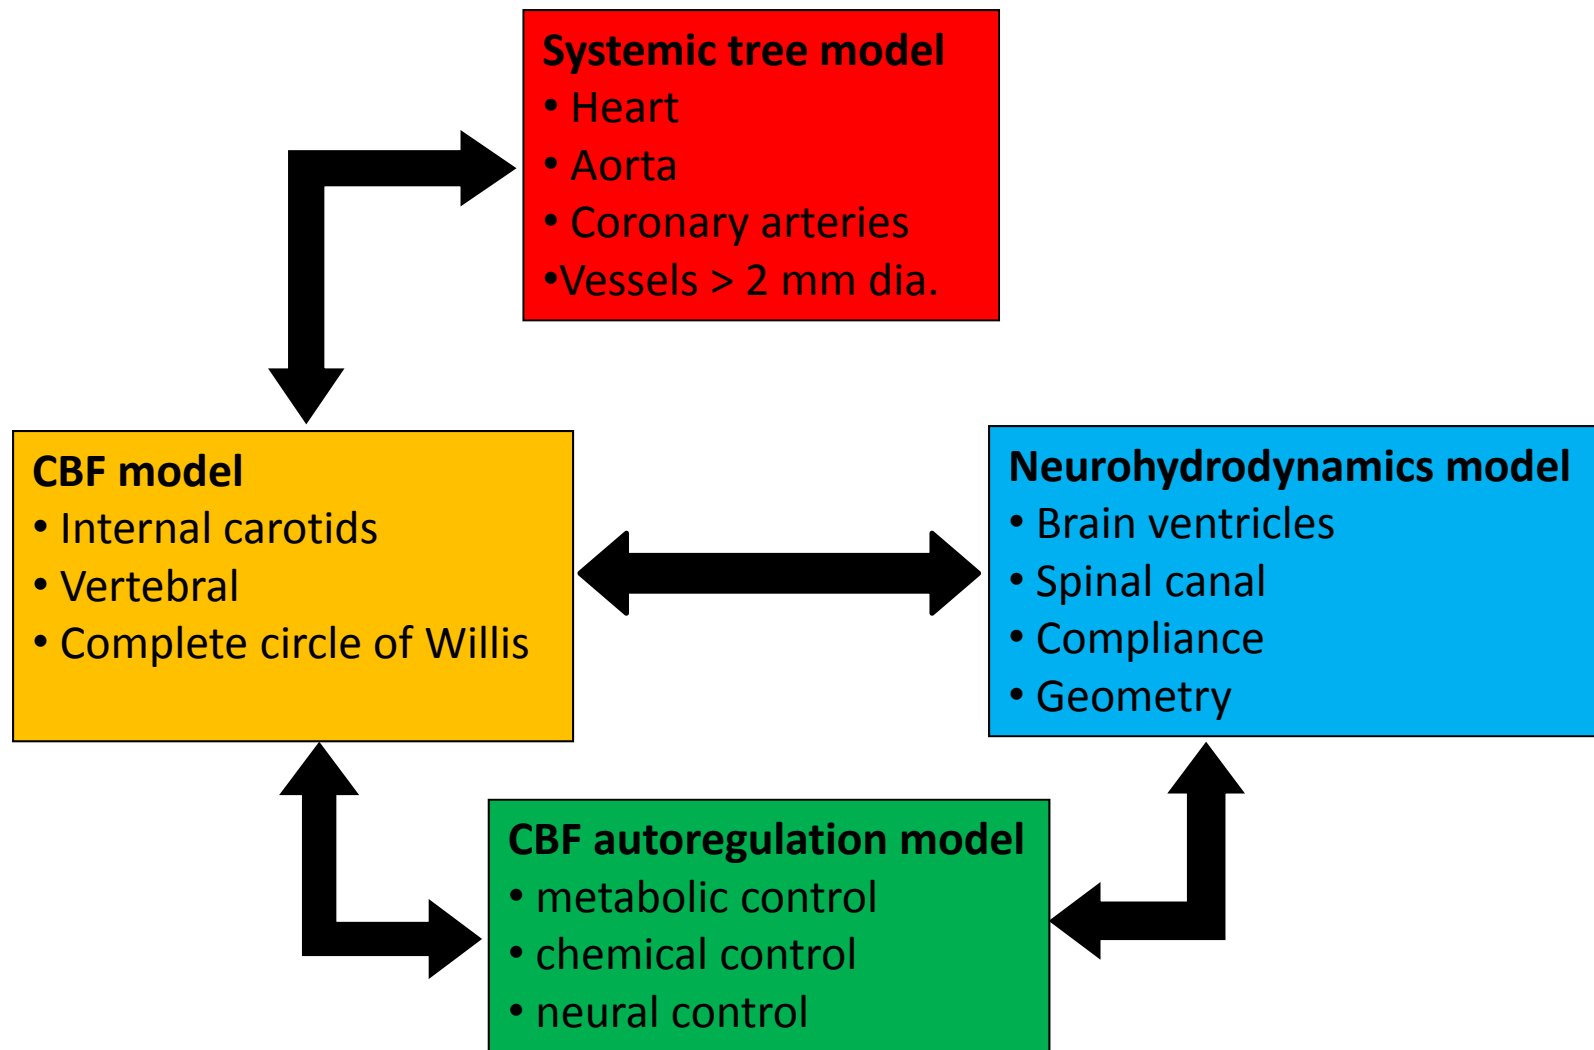 Systemic tree model
• Heart
• Aorta
• Coronary arteries
•Vessels > 2 mm dia.
CBF model
• Internal carotids
• Vertebral
• Complete circle of Willis
Neurohydrodynamics model
• Brain ventricles
• Spinal canal
• Compliance
• Geometry
CBF autoregulation model
• metabolic control
• chemical control
• neural control